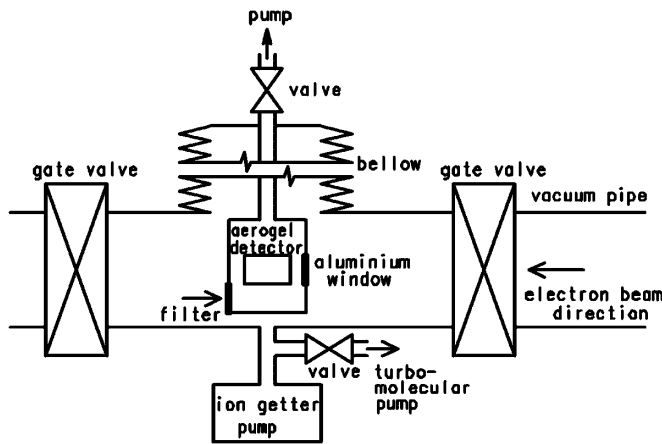 pump
valve
bellow
gate valve
gate valve
vacuum pipe
aerogel
detector
aluminium
window
electron beam
direction
filter
valve
turbo-
molecular
pump
ion getter
pump